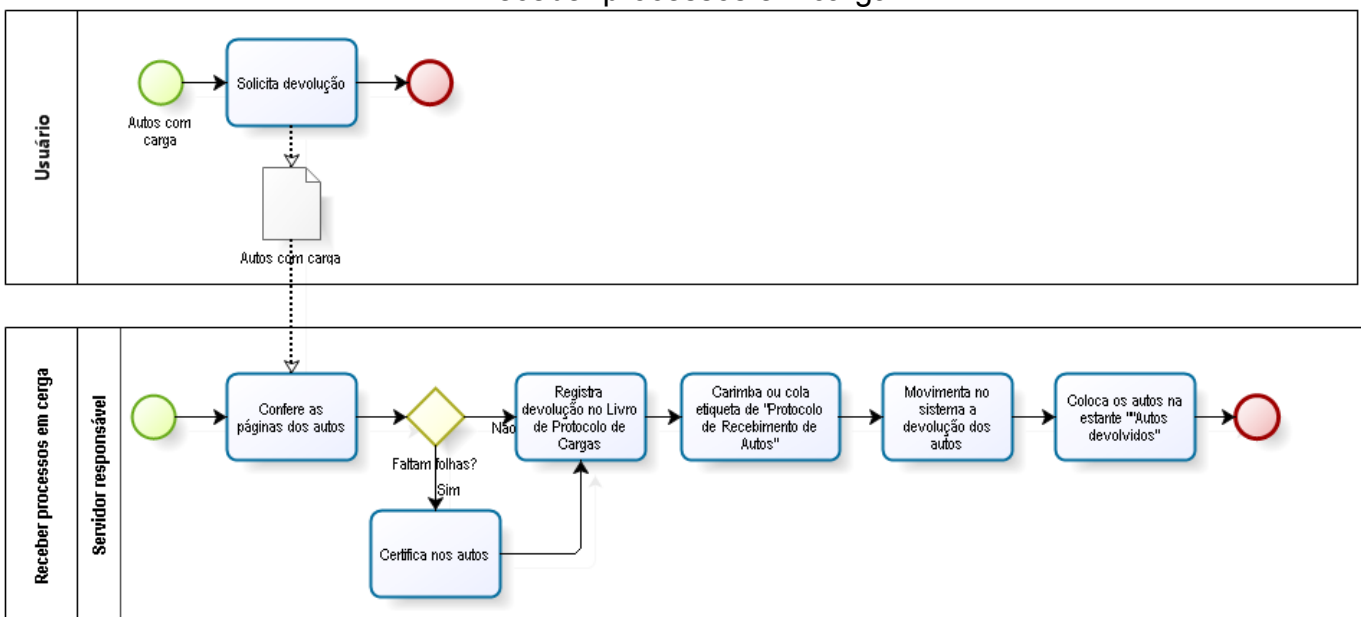 Usuário
Autos com
carga
Solicita devolução
Autos com carga
Receber processos em cerga
Servidor responsável
Confere as
páginas dos autos
Faltam folhas?
Não
Sim
Certifica nos autos
Registra
devolução no Livro
de Protocolo de
Cargas
Carimba ou cola
etiqueta de "Protocolo
de Recebimento de
Autos"
Movimenta no
sistema a
devolução dos
autos
Coloca os autos na
estante ""Autos
devolvidos"